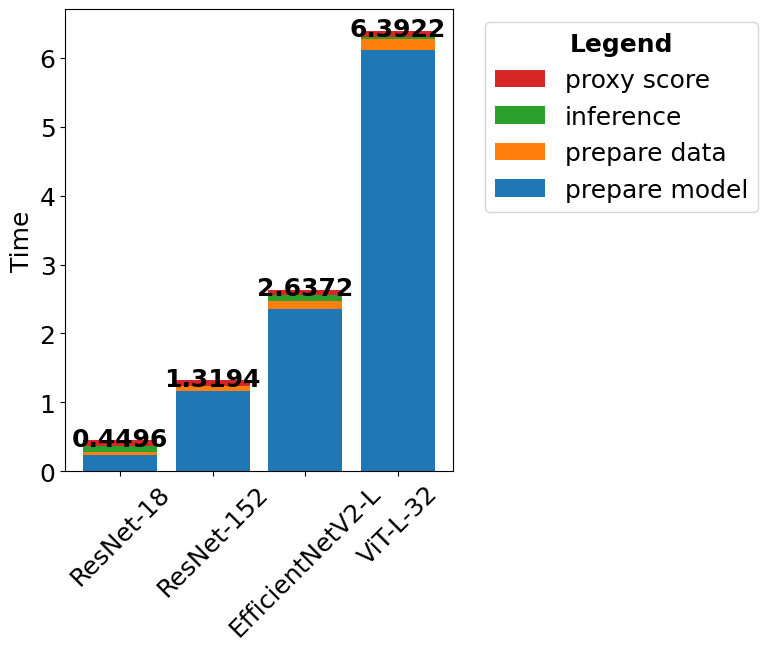 Time
6
5
4
3
2
1
0
0.4496
1.3194
2.6372
6.3922
ResNet-18
ResNet-152
EfficientNetV2-L
ViT-L-32
Legend
proxy score
inference
prepare data
prepare model